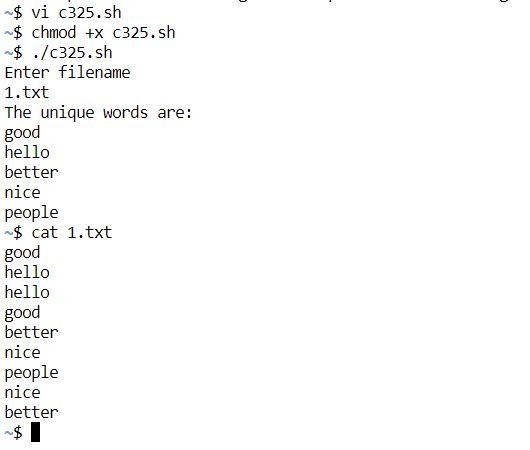 ~$ vi c325.sh
~$ chmod +x c325.sh
~$ ./c325.sh
Enter filename
1.txt
The unique words are:
good
hello
better
nice
people
~$ cat 1.txt
good
hello
hello
good
better
nice
people
nice
better
~$